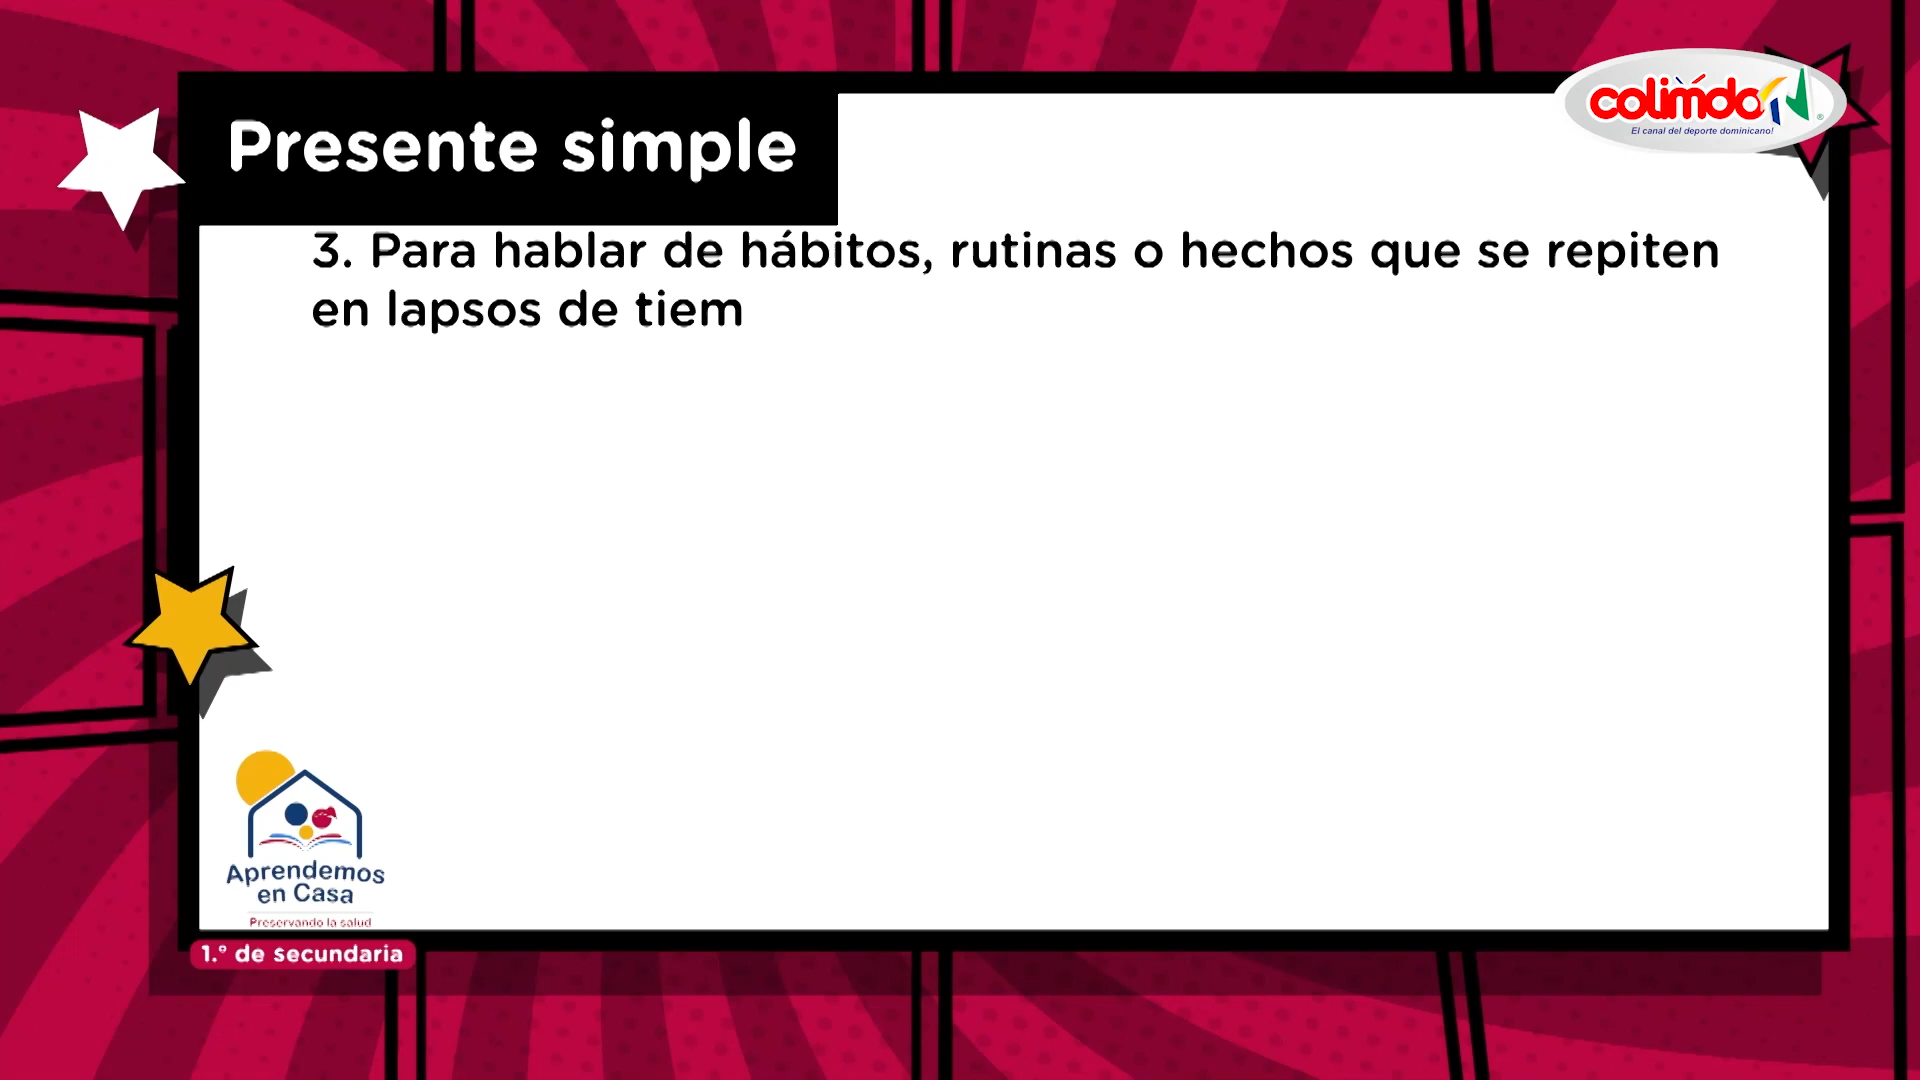 colimdo
El canal del deporte dominicano!
Presente simple
3. Para hablar de hábitos, rutinas o hechos que se repiten
en lapsos de tiem
Aprendemos
en Casa
Preservando la salud
1.° de secundaria